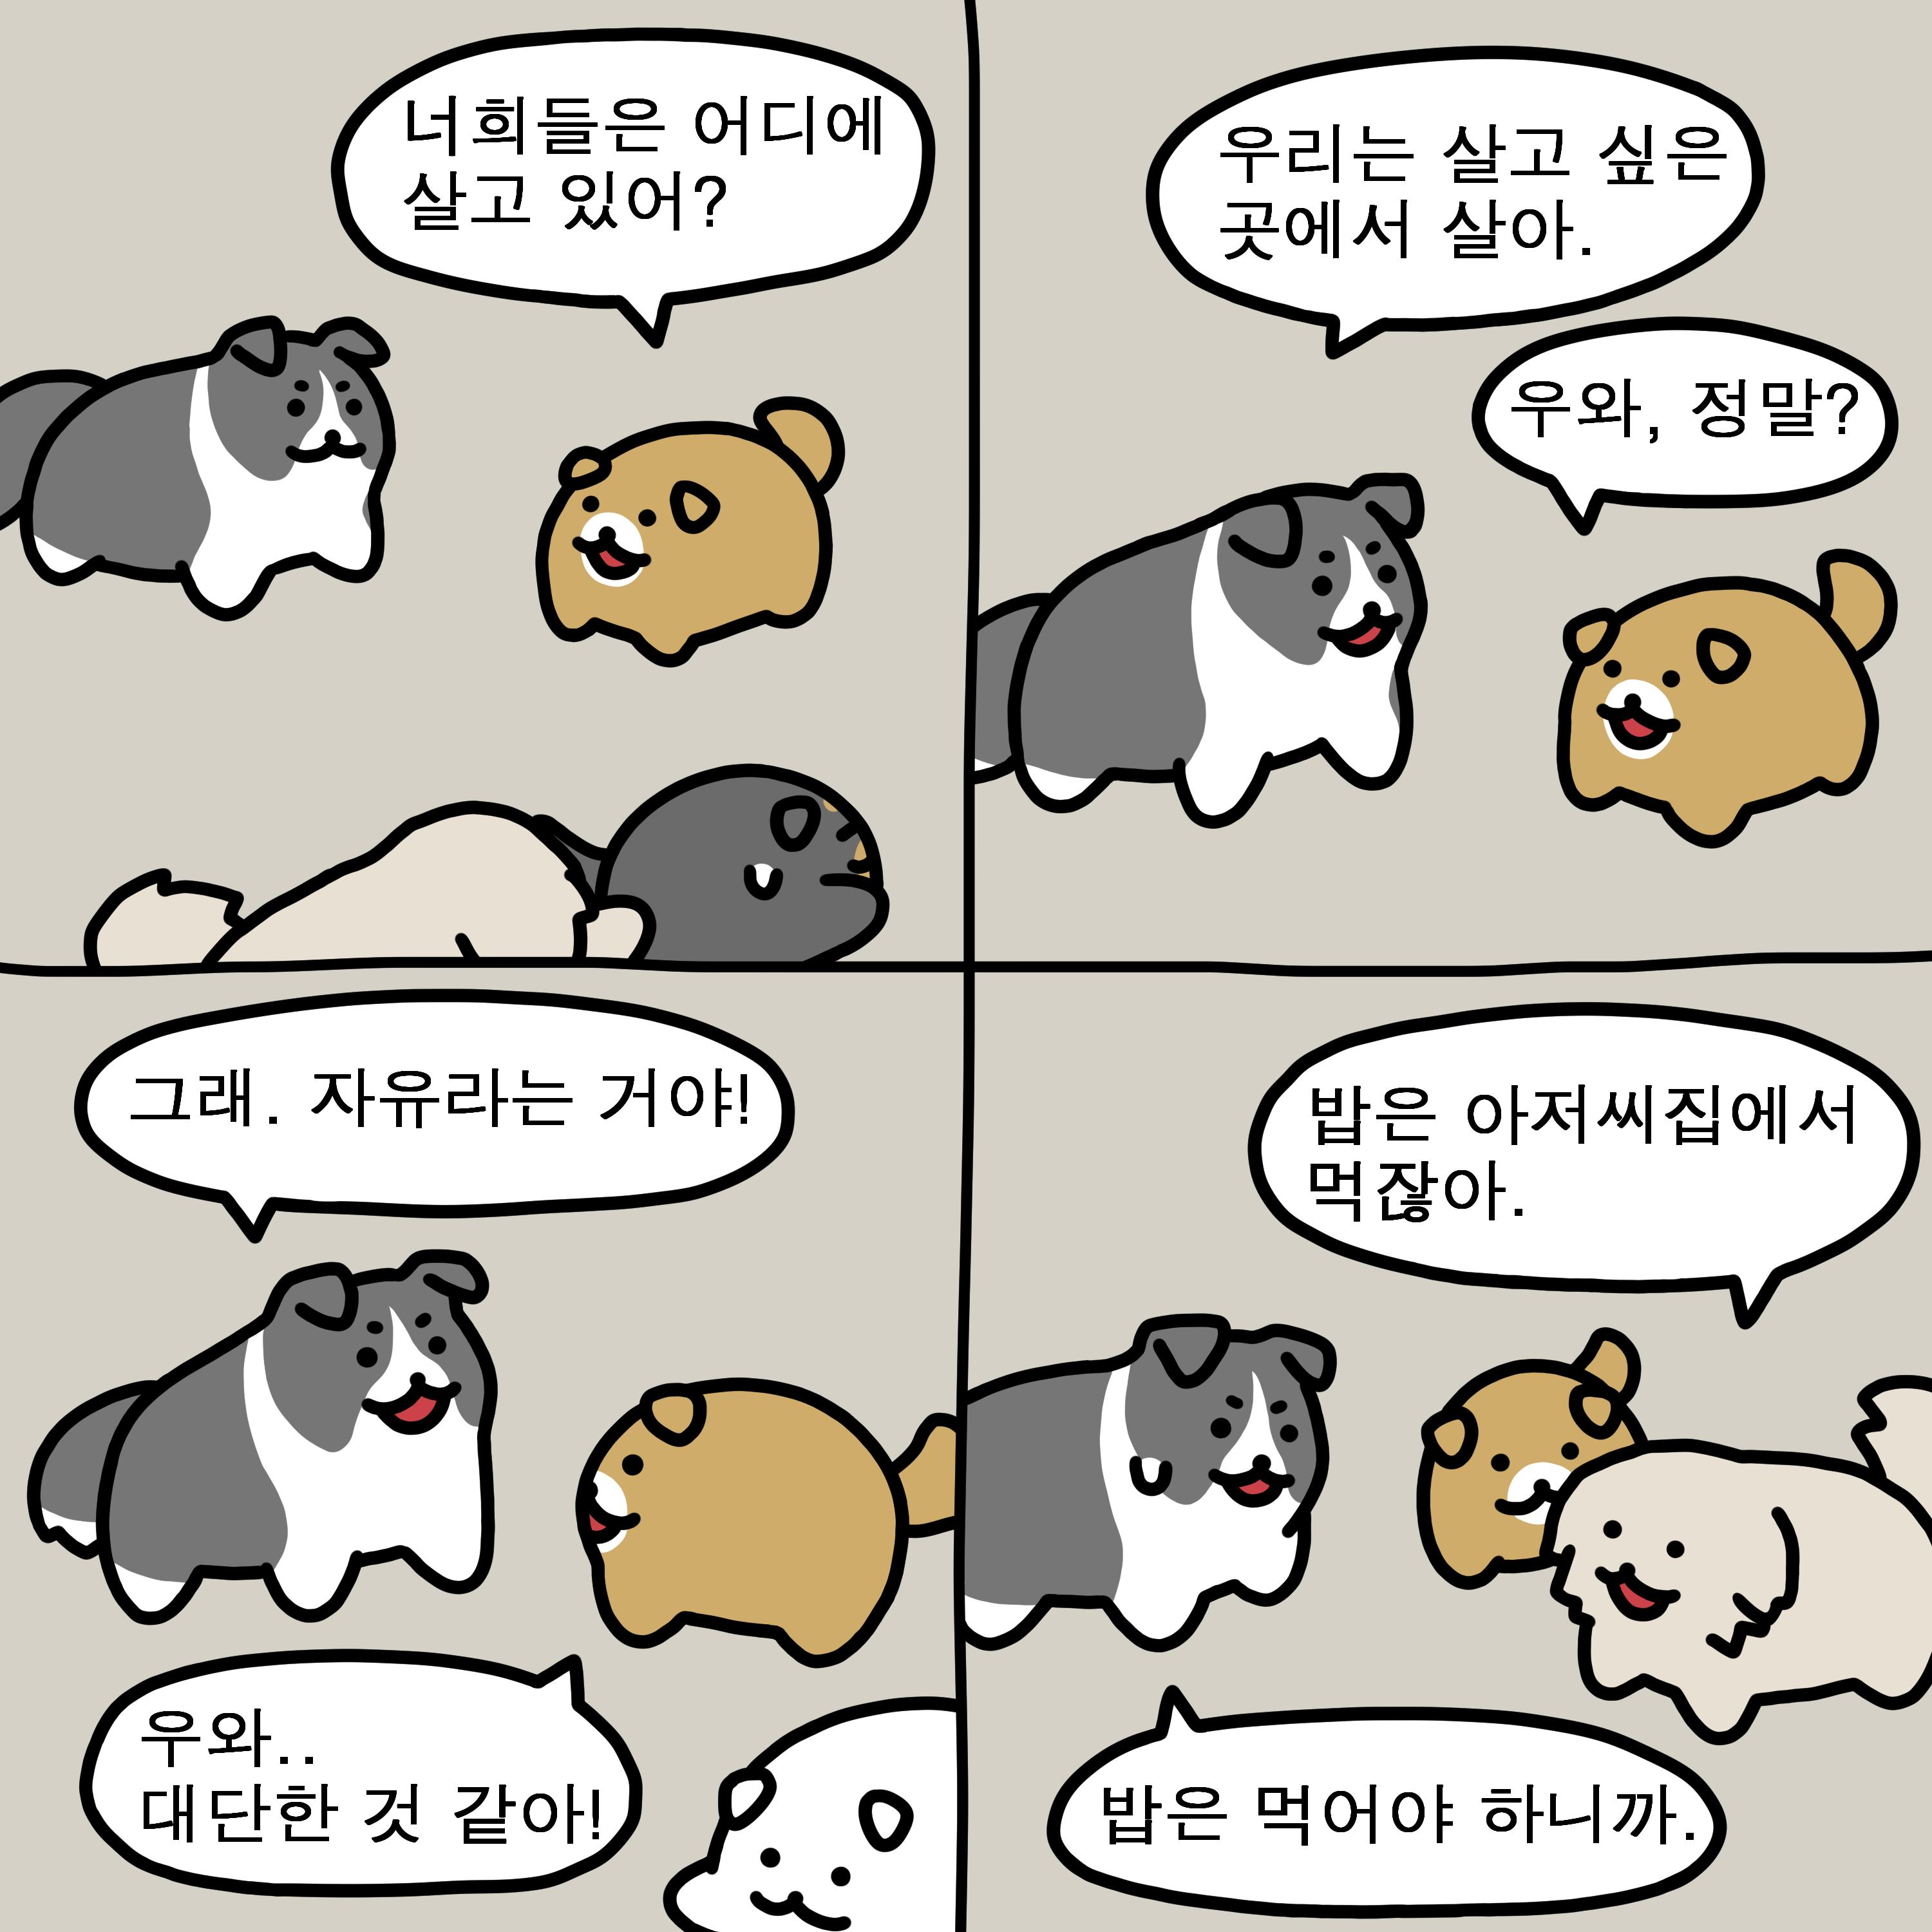 너희들은 어디에
살고 있어?
우리는 살고 싶은
곳에서 살아.
우와, 정말?
그래. 자유라는 거야!
우와..
대단한 것 같아!
밥은 아저씨집에서
먹잖아.
밥은 먹어야 하니까.